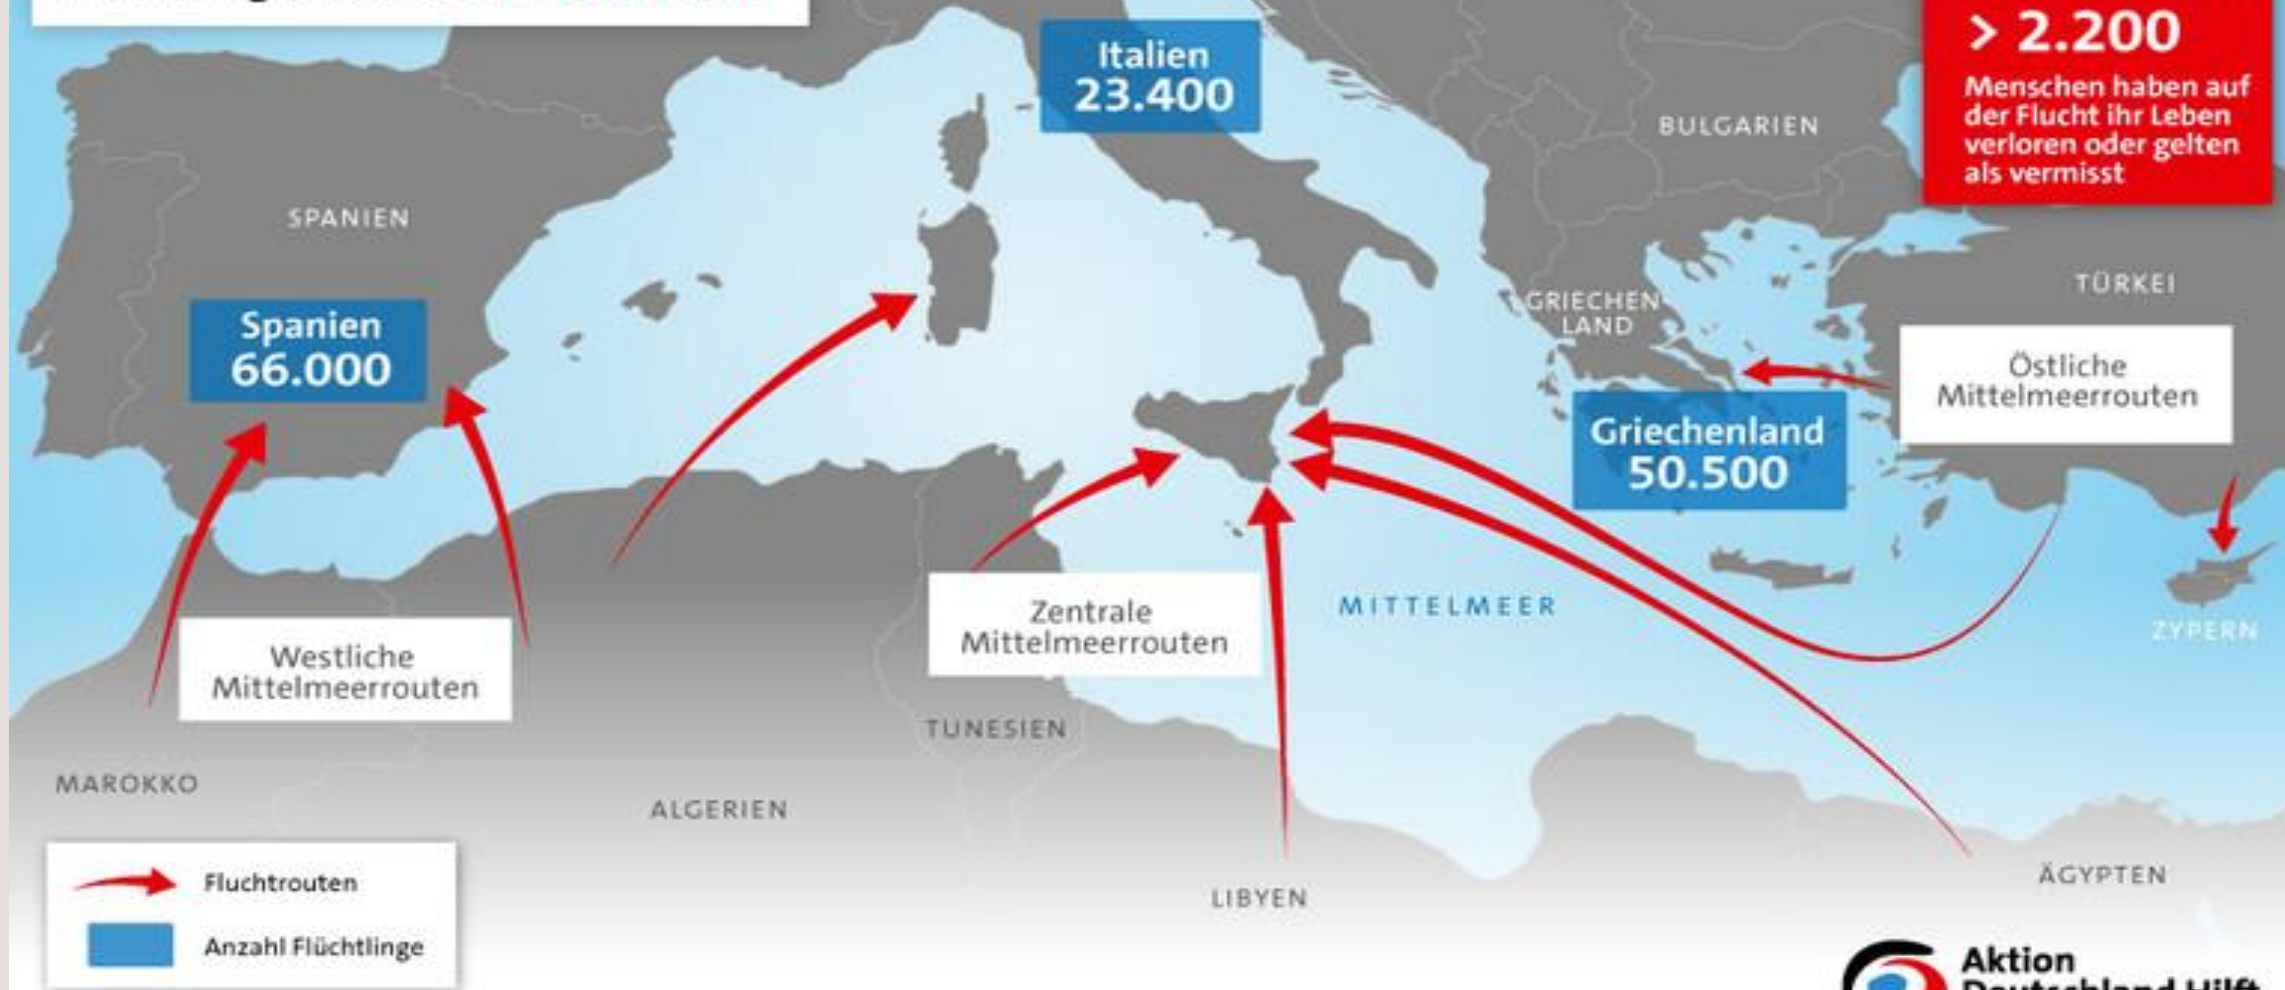 Italien
23.400
> 2.200
Menschen haben auf
der Flucht ihr Leben
verloren oder gelten
als vermisst
BULGARIEN
SPANIEN
TÜRKEI
GRIECHEN
LAND
Spanien
66.000
Östliche
Mittelmeerrouten
Griechenland
50.500
Zentrale
Mittelmeerrouten
MITTELMEER
ZYPERN
Westliche
Mittelmeerrouten
TUNESIEN
MAROKKO
ALGERIEN
ÄGYPTEN
LIBYEN
Fluchtrouten
Anzahl Flüchtlinge
Aktion
Deutschland Hilft